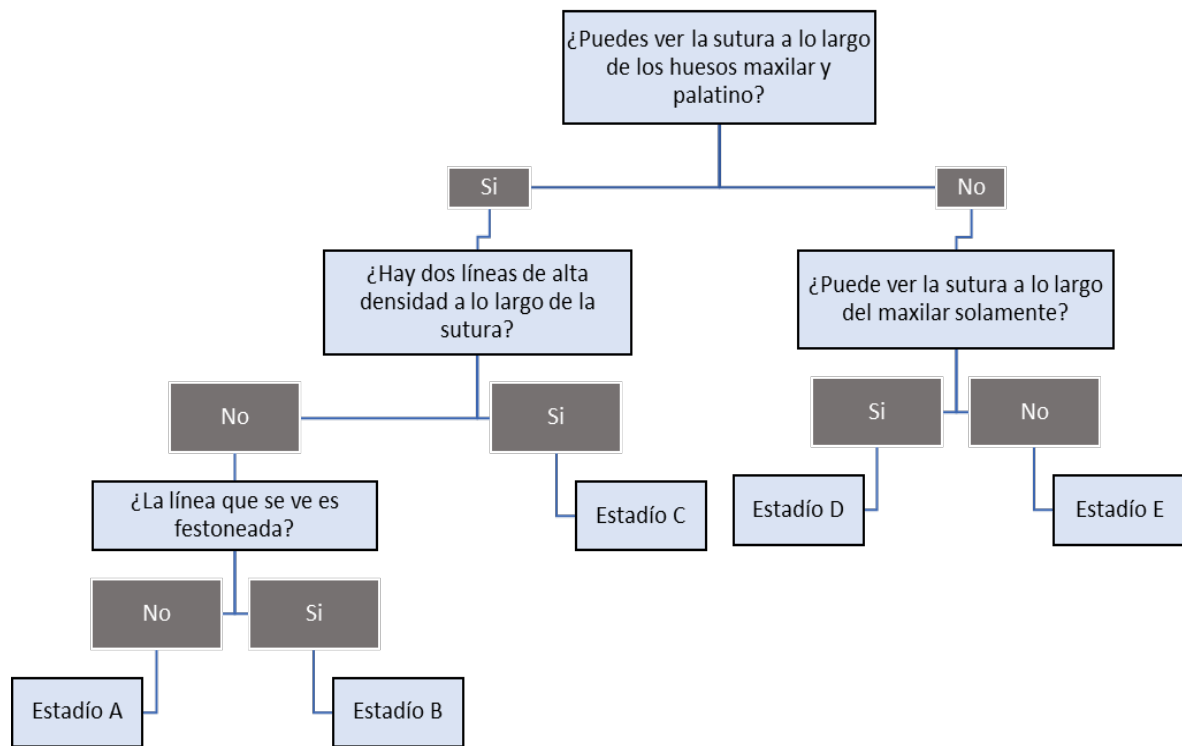 ¿Puedes ver la sutura a lo largo
de los huesos maxilar y
palatino?
Si
No
¿Hay dos líneas de alta
densidad a lo largo de la
sutura?
¿Puede ver la sutura a lo largo
del maxilar solamente?
No
Si
Si
No
¿La línea que se ve es
festoneada?
Estadío C
Estadío D
Estadío E
No
Si
Estadío A
Estadío B